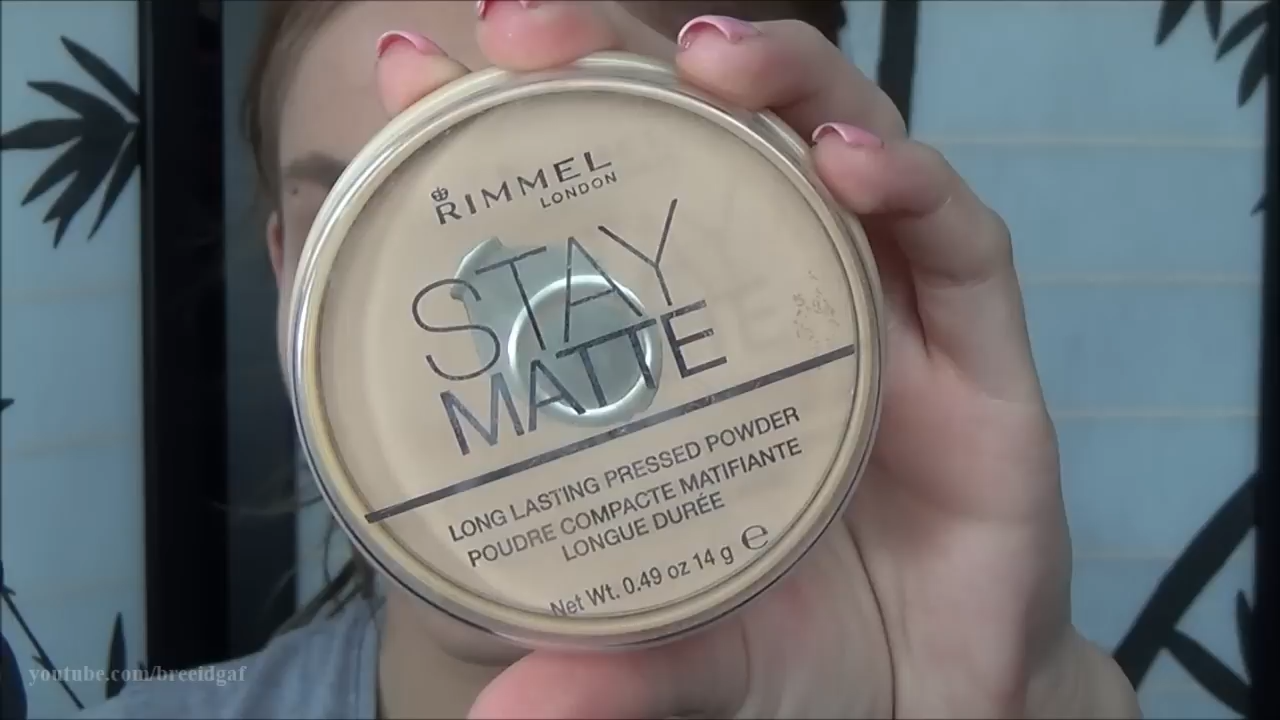 RIMMEL
LONDON
STAY
MATTE
LONG LASTING PRESSED POWDER
POUDRE COMPACTE MATIFIANTE
LONGUE DURÉE
Net Wt. 0.49 oz 14 g ℮
youtube.com/breeidgaf